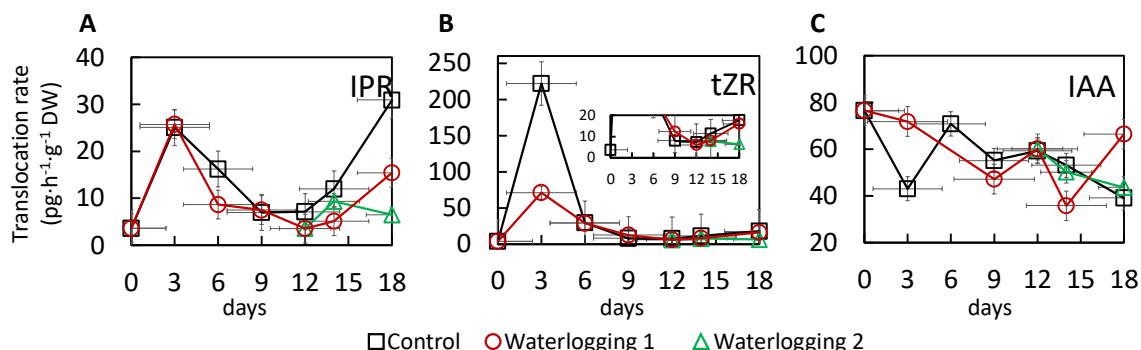 A B C
Translocation rate
(pg·h⁻¹·g⁻¹ DW)
40
30
20
10
0
IPR
0 3 6 9 12 15 18
days
250
200
150
100
50
0
tZR
20
10
0
0 3 6 9 12 15 18
0 3 6 9 12 15 18
days
100
80
60
40
20
IAA
0 3 6 9 12 15 18
days
Control Waterlogging 1 Waterlogging 2